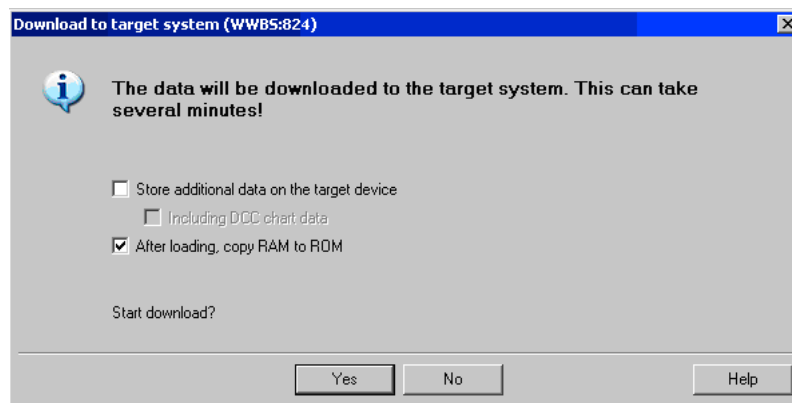 Download to target system (WWBS:824)
The data will be downloaded to the target system. This can take
several minutes!
Store additional data on the target device
Including DCC chart data
After loading, copy RAM to ROM
Start download?
Yes
No
Help